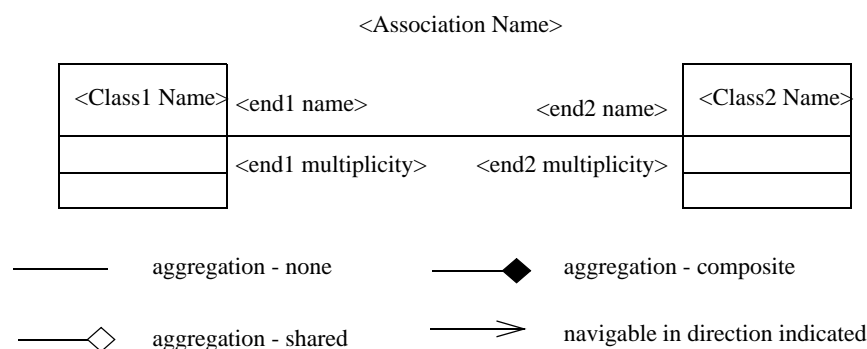 <Association Name>
<Class1 Name>
<end1 name>
<end2 name>
<Class2 Name>
<end1 multiplicity>
<end2 multiplicity>
aggregation - none
aggregation - composite
aggregation - shared
navigable in direction indicated